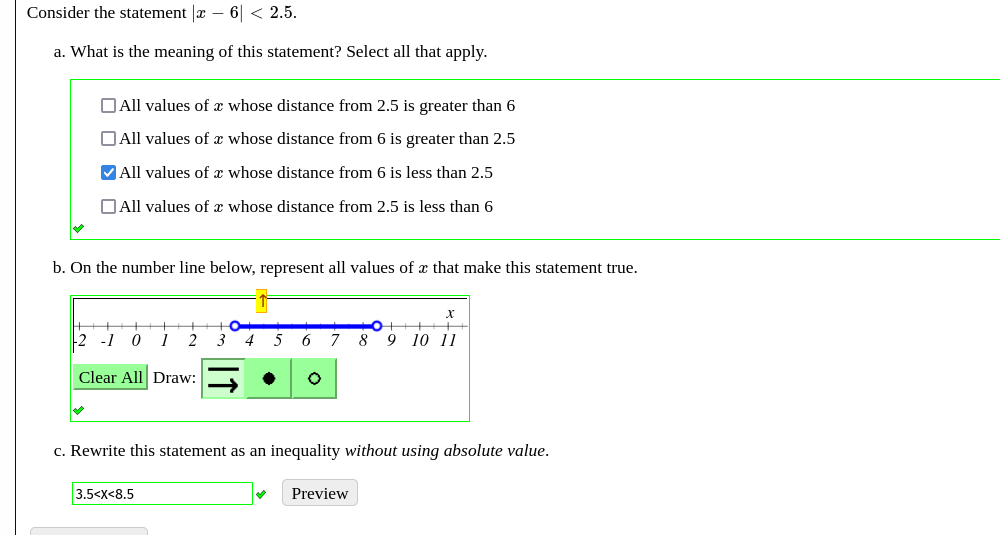 Consider the statement |x − 6| < 2.5.
a. What is the meaning of this statement? Select all that apply.
All values of x whose distance from 2.5 is greater than 6
All values of x whose distance from 6 is greater than 2.5
All values of x whose distance from 6 is less than 2.5
All values of x whose distance from 2.5 is less than 6
b. On the number line below, represent all values of x that make this statement true.
↑
x
-2 -1 0 1 2 3 4 5 6 7 8 9 10 11
Clear All Draw:
c. Rewrite this statement as an inequality without using absolute value.
3.5<X<8.5 Preview